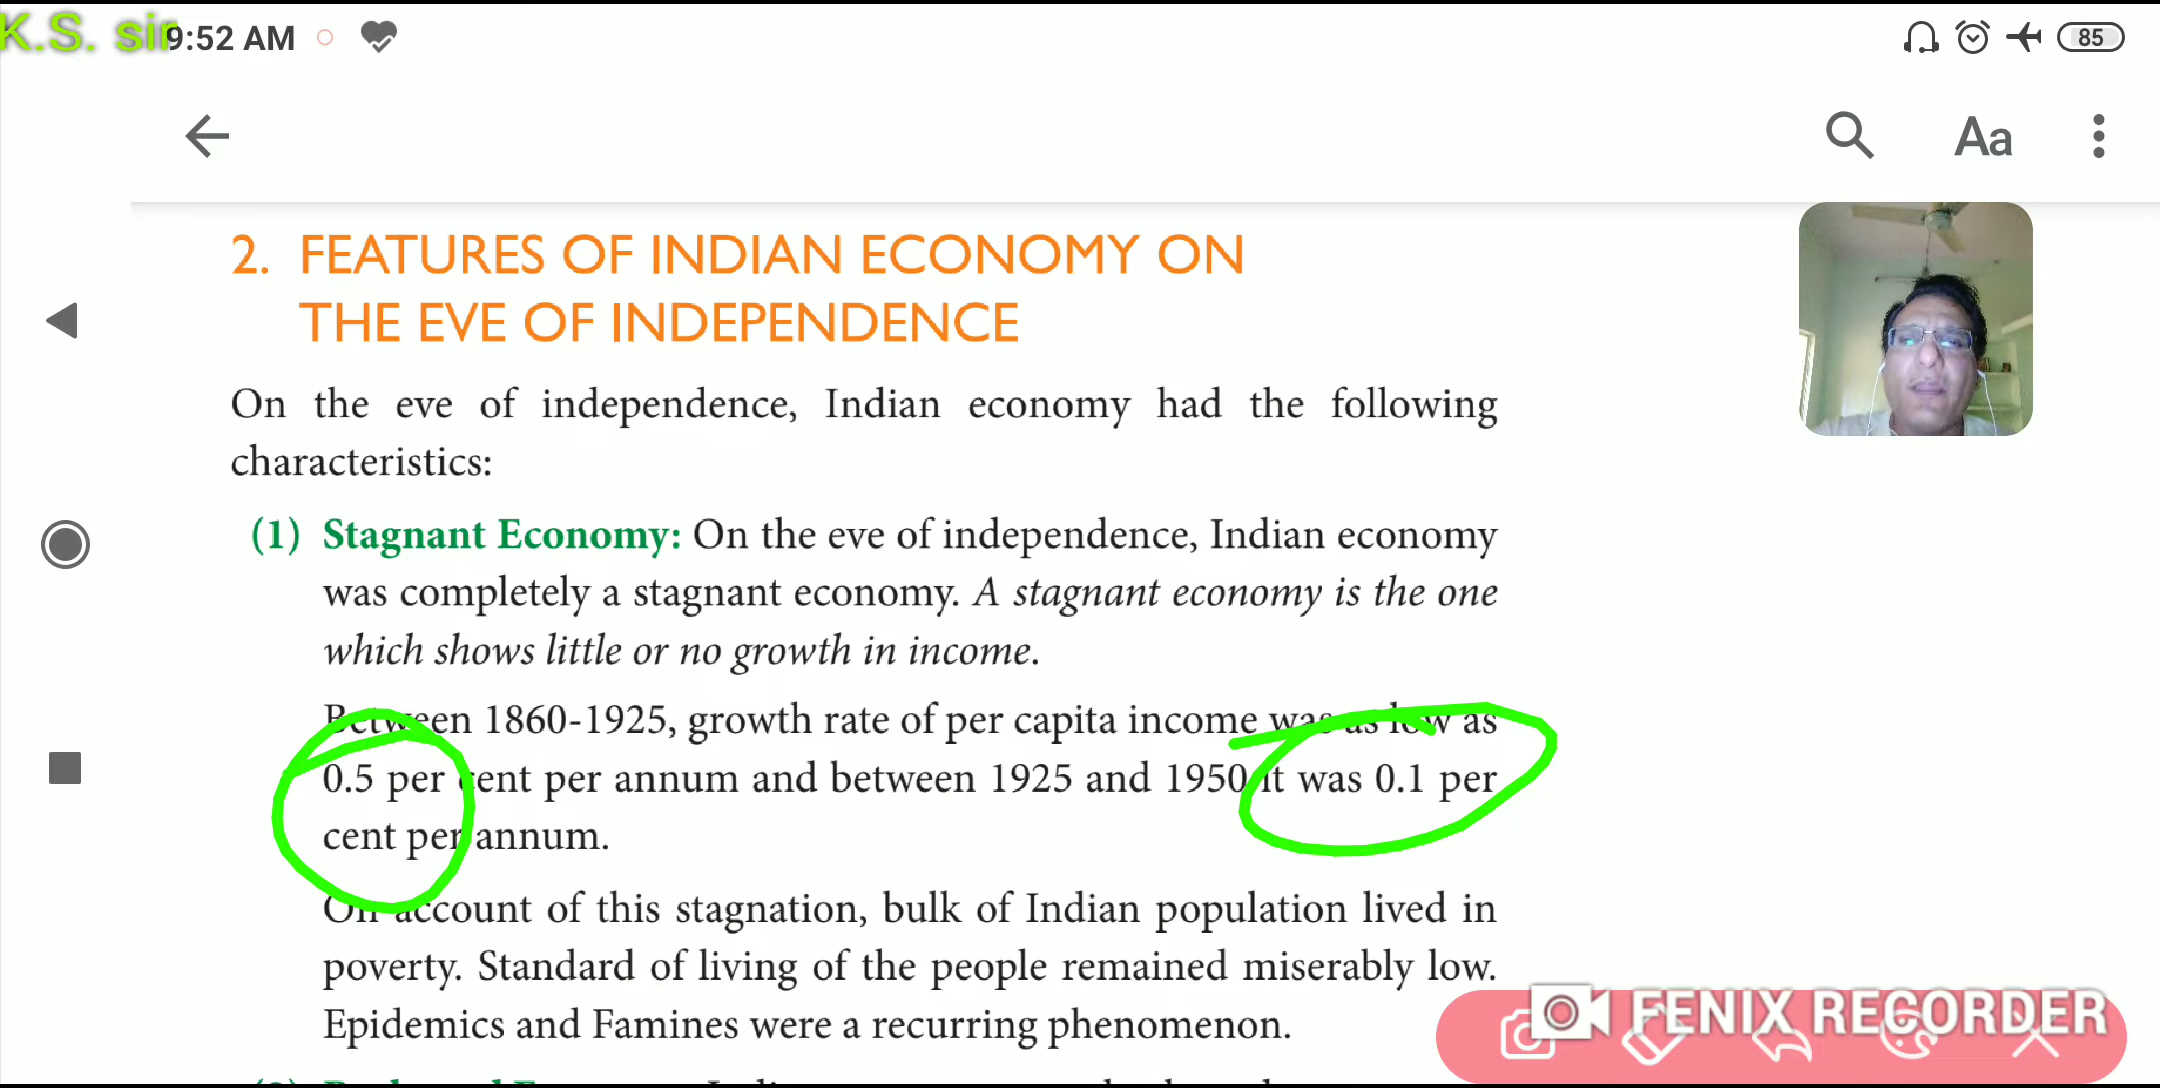 K.S. sir
9:52 AM
85
Aa
2. FEATURES OF INDIAN ECONOMY ON
THE EVE OF INDEPENDENCE
On the eve of independence, Indian economy had the following
characteristics:
(1) Stagnant Economy: On the eve of independence, Indian economy
was completely a stagnant economy. A stagnant economy is the one
which shows little or no growth in income.
Between 1860-1925, growth rate of per capita income was as low as
0.5 per cent per annum and between 1925 and 1950 it was 0.1 per
cent per annum.
On account of this stagnation, bulk of Indian population lived in
poverty. Standard of living of the people remained miserably low.
Epidemics and Famines were a recurring phenomenon.
FENIX RECORDER